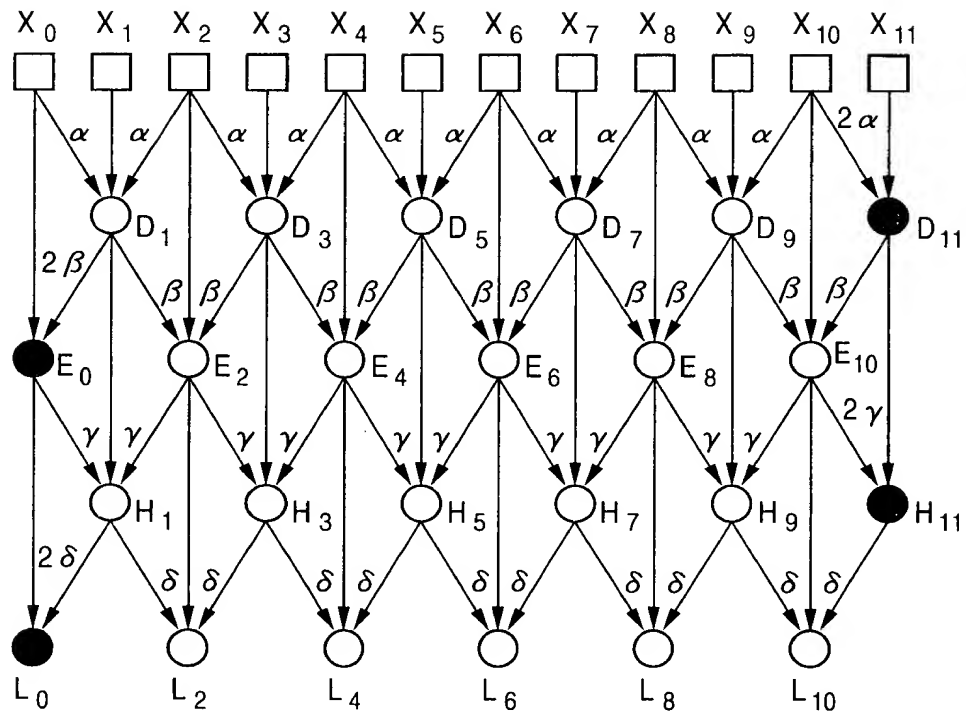 X0 X1 X2 X3 X4 X5 X6 X7 X8 X9 X10 X11
α α α α α α α α α α 2α
D1 D3 D5 D7 D9 D11
2β β β β β β β β β β β
E0 E2 E4 E6 E8 E10
γ γ γ γ γ γ γ γ γ γ 2γ
H1 H3 H5 H7 H9 H11
2δ δ δ δ δ δ δ δ δ δ δ
L0 L2 L4 L6 L8 L10